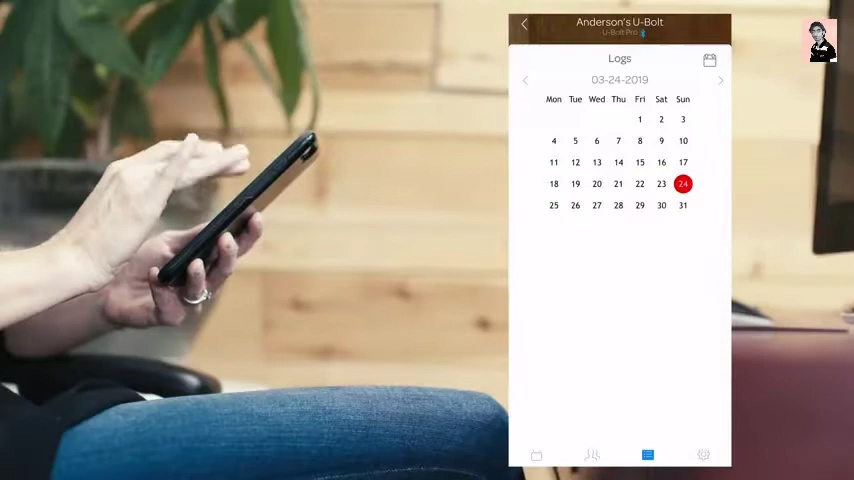 Anderson's U-Bolt
U-Bolt Pro
Logs
03-24-2019
Mon Tue Wed Thu Fri Sat Sun
1 2 3
4 5 6 7 8 9 10
11 12 13 14 15 16 17
18 19 20 21 22 23 24
25 26 27 28 29 30 31